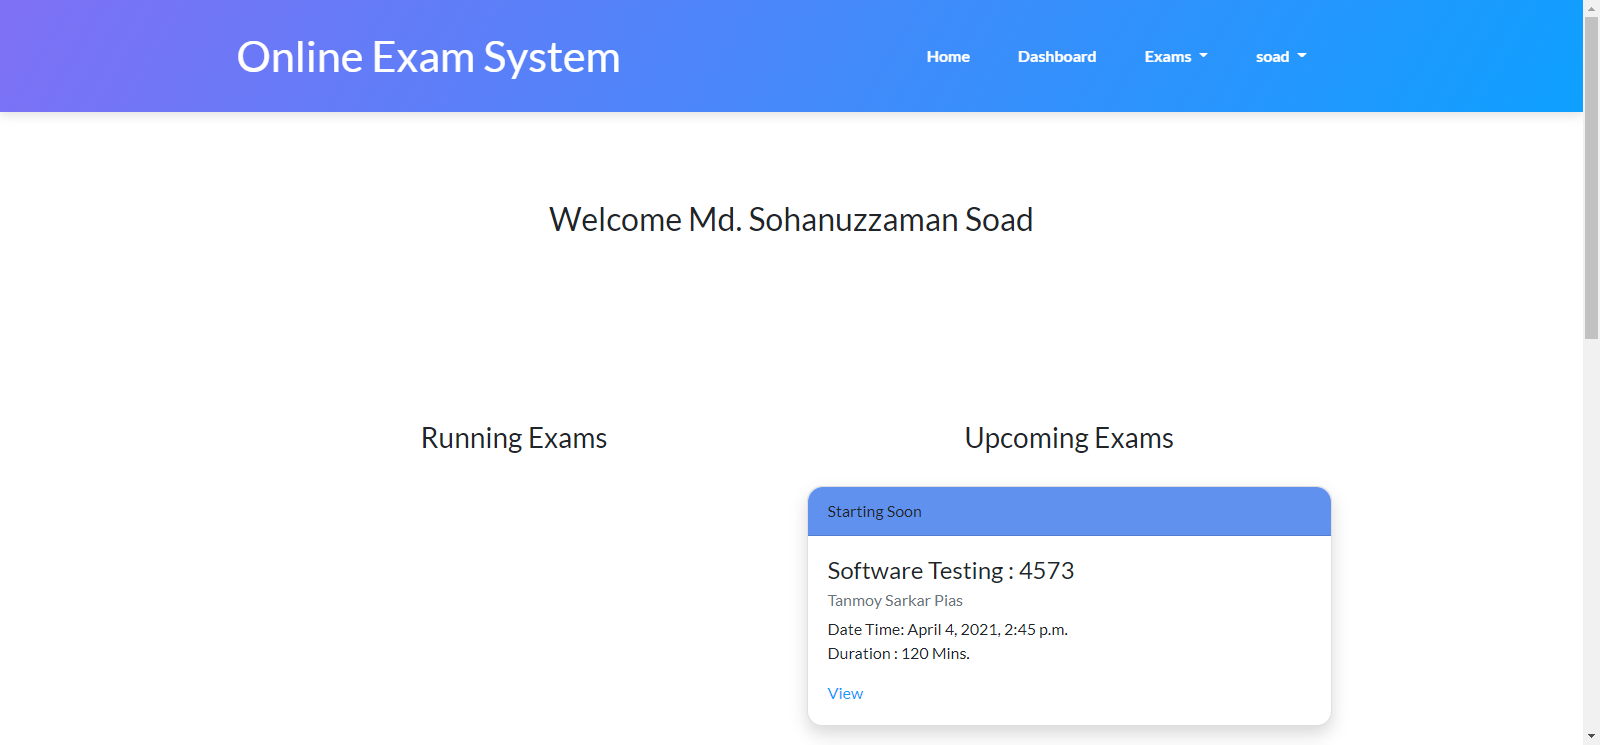 Online Exam System
Home
Dashboard
Exams
soad
Welcome Md. Sohanuzzaman Soad
Running Exams
Upcoming Exams
Starting Soon
Software Testing : 4573
Tanmoy Sarkar Pias
Date Time: April 4, 2021, 2:45 p.m.
Duration : 120 Mins.
View